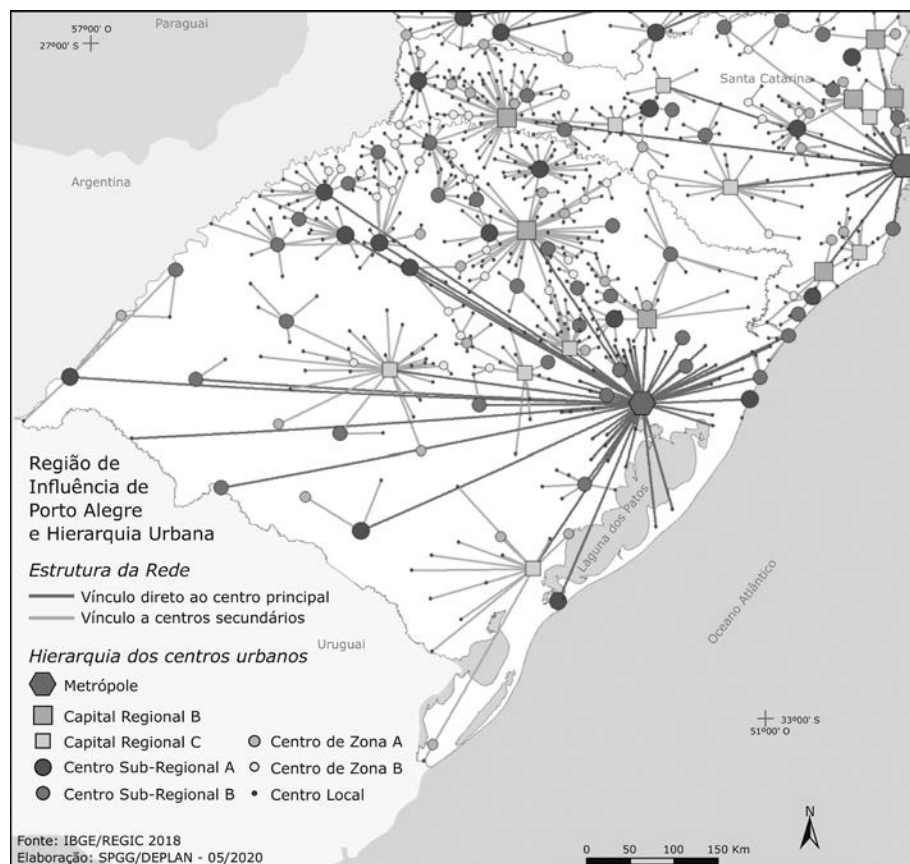 57º00' O
27º00' S
Paraguai
Santa Catarina
Argentina
Região de
Influência de
Porto Alegre
e Hierarquia Urbana
Estrutura da Rede
Vínculo direto ao centro principal
Vínculo a centros secundários
Laguna dos Patos
Oceano Atlântico
Uruguai
Hierarquia dos centros urbanos
Metrópole
Capital Regional B
Capital Regional C
Centro Sub-Regional A
Centro Sub-Regional B
Centro de Zona A
Centro de Zona B
Centro Local
33º00' S
51º00' O
N
Fonte: IBGE/REGIC 2018
Elaboração: SPGG/DEPLAN - 05/2020
0 50 100 150 Km